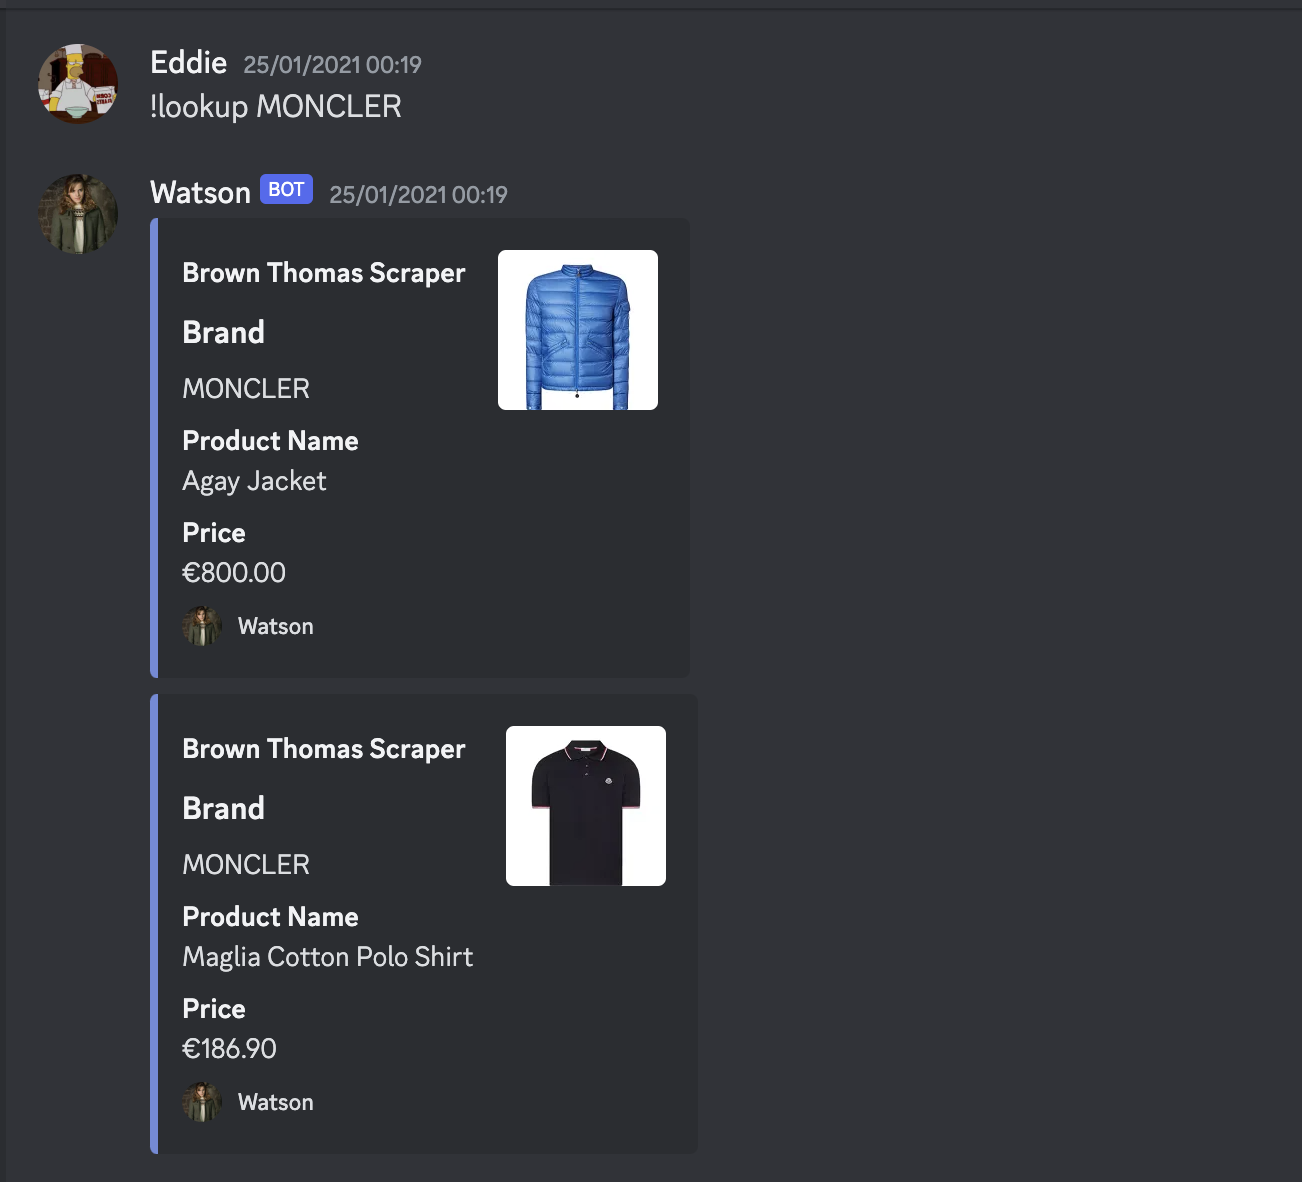 Eddie 25/01/2021 00:19
!lookup MONCLER
Watson BOT 25/01/2021 00:19
Brown Thomas Scraper
Brand
MONCLER
Product Name
Agay Jacket
Price
€800.00
Watson
Brown Thomas Scraper
Brand
MONCLER
Product Name
Maglia Cotton Polo Shirt
Price
€186.90
Watson